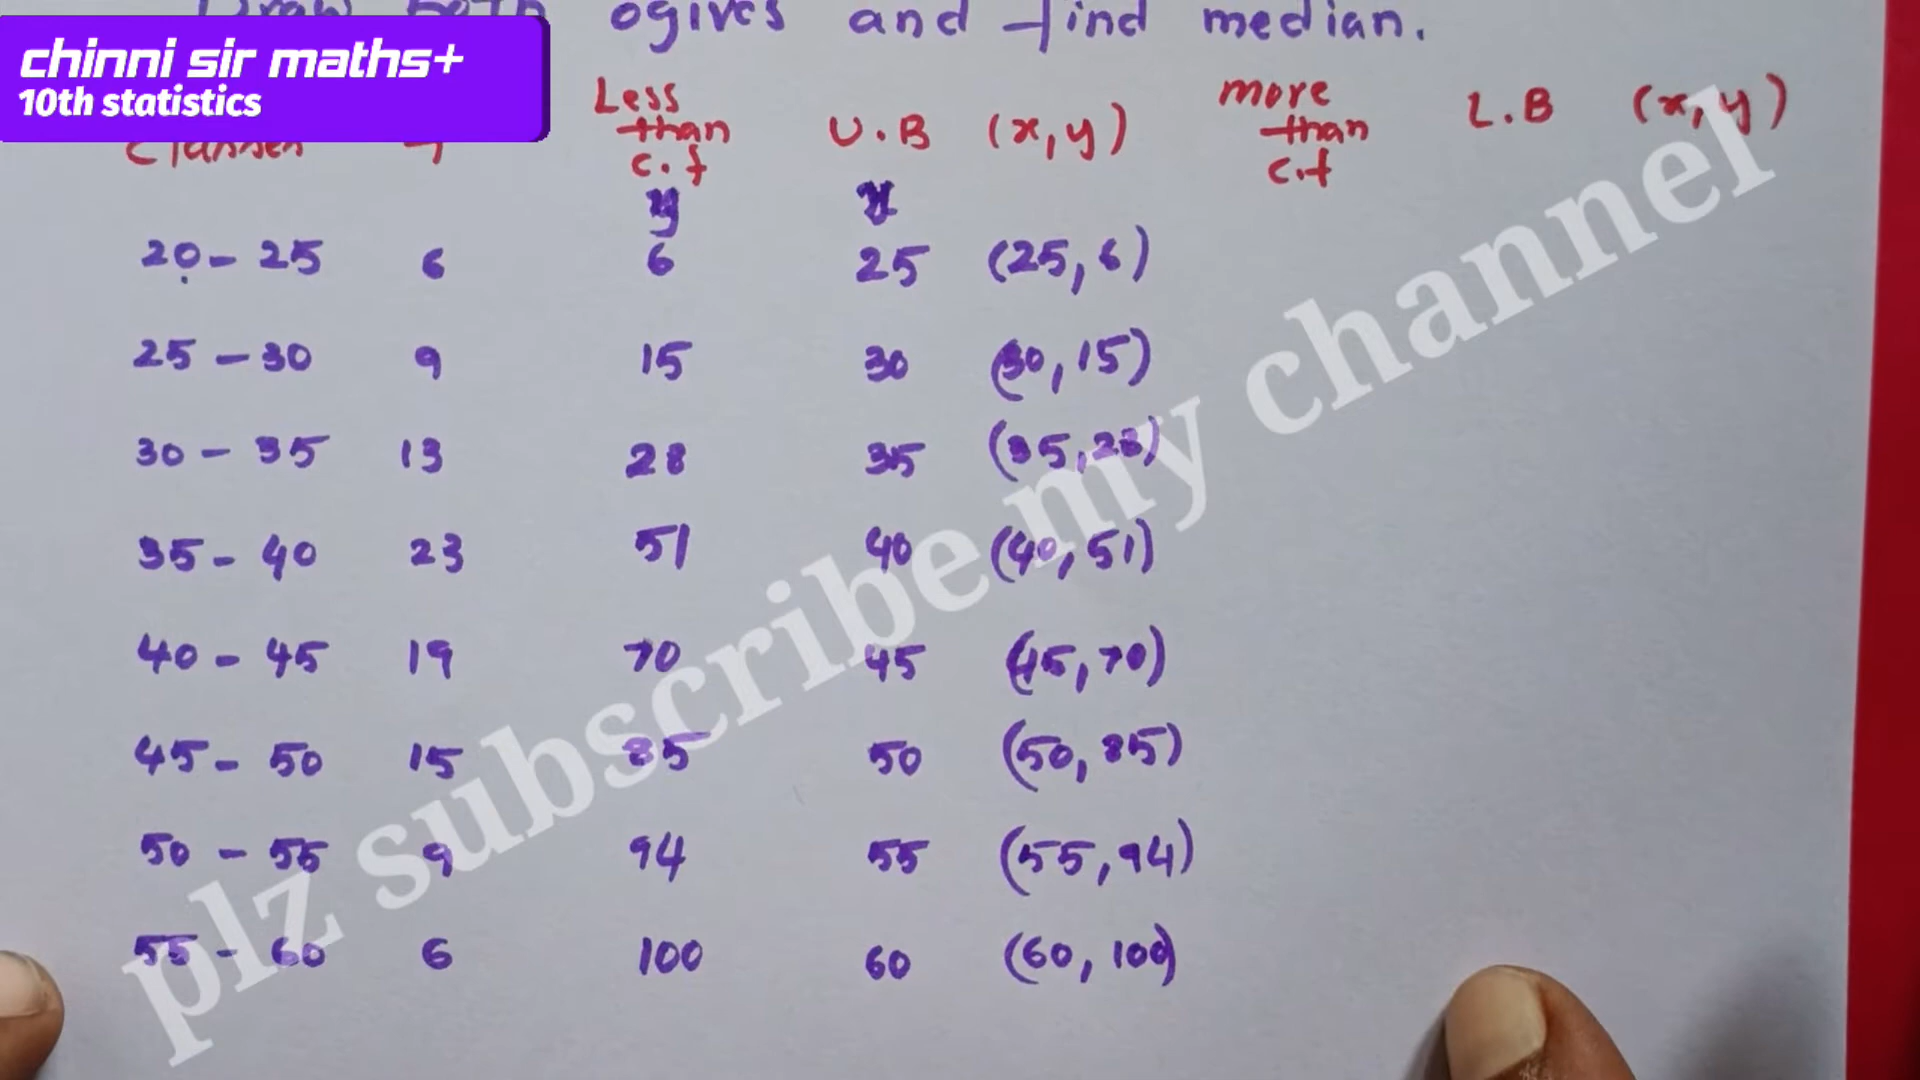 Draw both ogives and find median.
chinni sir maths+
10th statistics
Classes f Less than c.f U.B (x,y) more than c.f L.B (x,y)
y x
20 - 25 6 6 25 (25,6)
25 - 30 9 15 30 (30,15)
30 - 35 13 28 35 (35,28)
35 - 40 23 51 40 (40,51)
40 - 45 19 70 45 (45,70)
45 - 50 15 85 50 (50,85)
50 - 55 9 94 55 (55,94)
55 - 60 6 100 60 (60,100)
plz subscribe my channel